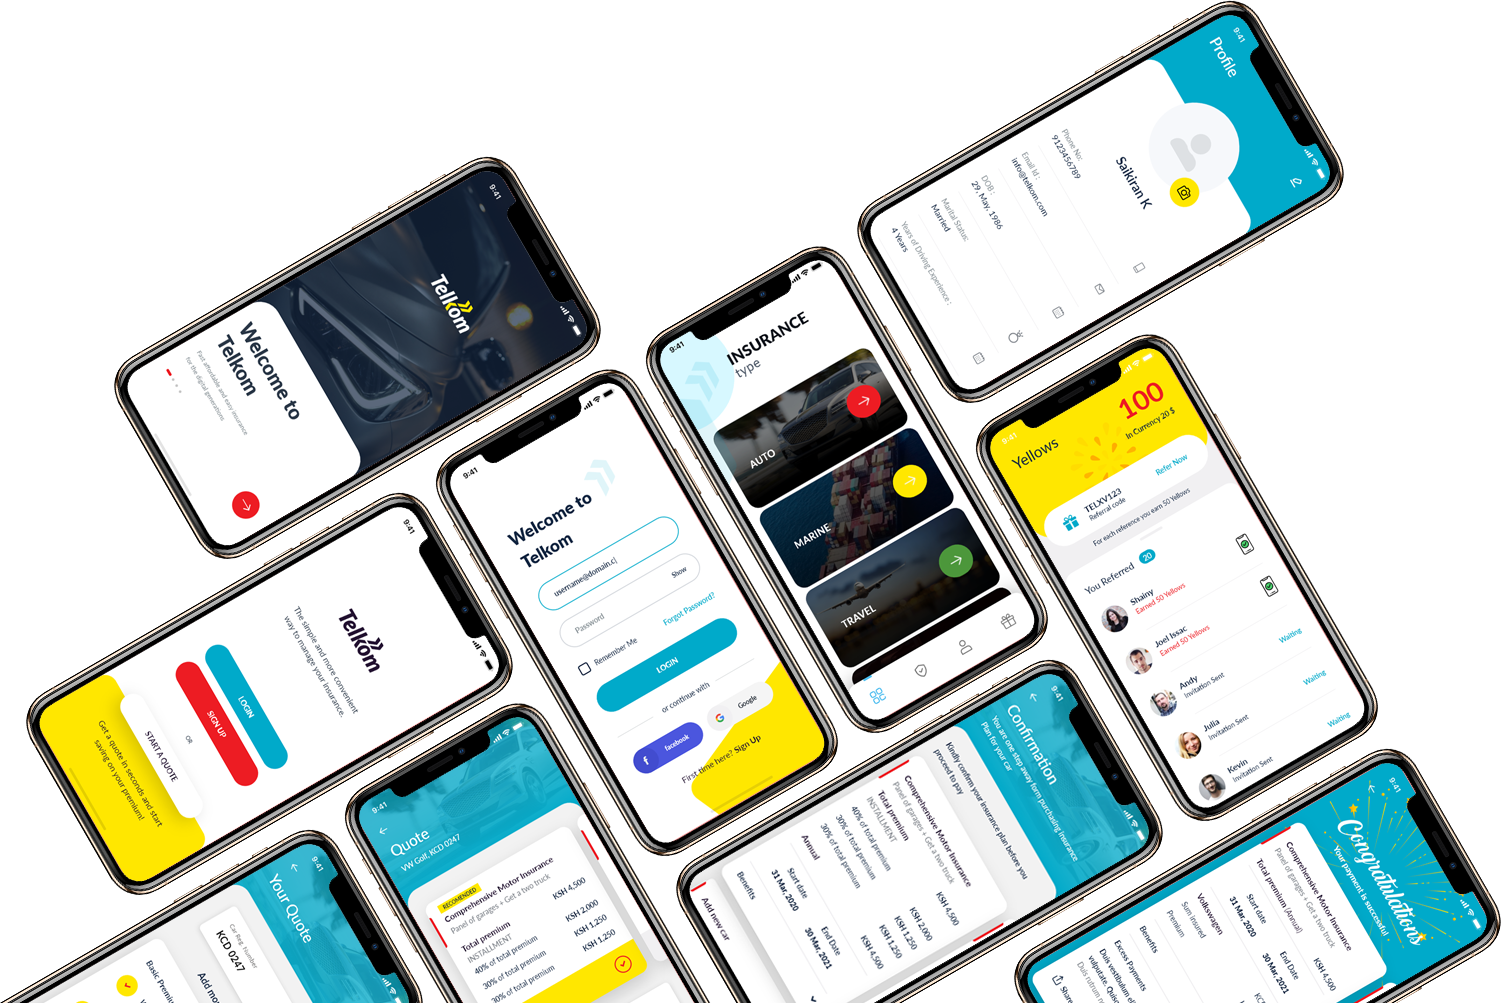 9:41
Telkom
Welcome to
Telkom
Fast affordable and easy insurance
for the digital generations
9:41
Profile
Saikiran K
Phone No:
9123456789
Email Id :
info@telkom.com
DOB :
29, May, 1986
Marital Status:
Married
Years of Driving Experience :
4 Years
9:41
INSURANCE
type
AUTO
MARINE
TRAVEL
9:41
Yellows
100
In Currency 20 $
TELXV123
Referral code
Refer Now
For each reference you earn 50 Yellows
You Referred 20
Shainy
Earned 50 Yellows
Joel Issac
Earned 50 Yellows
Andy
Invitation Sent
Waiting
Julia
Invitation Sent
Waiting
Kevin
Invitation Sent
Waiting
9:41
Welcome to
Telkom
username@domain.c|
Password
Show
Remember Me
Forgot Password?
LOGIN
or continue with
facebook
Google
First time here? Sign Up
9:41
Telkom
The simple and more convenient
way to manage your insurance.
LOGIN
SIGN UP
OR
START A QUOTE
Get a quote in seconds and start
saving on your premium!
9:41
Quote
VW Golf, KCD 0247
RECOMENDED
Comprehensive Motor Insurance
Panel of garages + Get a two truck
Total premium
KSH 4,500
INSTALLMENT
40% of total premium
KSH 2,000
30% of total premium
KSH 1,250
30% of total premium
KSH 1,250
9:41
Your Quote
Car Reg. Number
KCD 0247
Add mo
Basic Premi
9:41
Confirmation
You are one step away form purchasing Insurance
Plan for your car
Kindly confirm your insurance plan before you
proceed to pay
Comprehensive Motor Insurance
Panel of garages + Get a two truck
Total premium
KSH 4,500
INSTALLMENT
40% of total premium
KSH 2,000
30% of total premium
KSH 1,250
30% of total premium
KSH 1,250
Annual
KSH 4,500
Start date
31 Mar, 2020
End Date
30 Mar, 2021
Benefits
Add new car
9:41
Congratulations
Your payment is successful
Comprehensive Motor Insurance
Panel of garages + Get a two truck
Total premium (Annual)
KSH 4,500
Start date
31 Mar, 2020
End Date
30 Mar, 2021
Volkswagen
Sum insured
Premium
Benefits
Excess Payments
Duis vestibulum el
vulputate. Quis
Duis rutrum n
Share